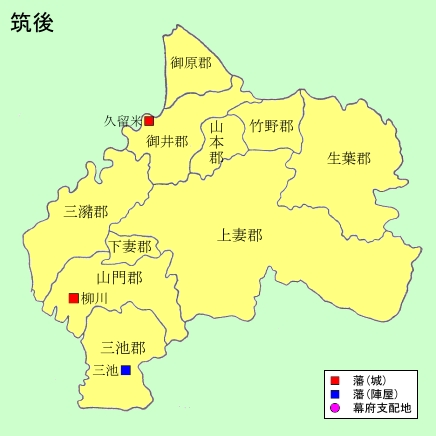 筑後
御原郡
久留米
御井郡
山本郡
竹野郡
生葉郡
三瀦郡
上妻郡
下妻郡
山門郡
柳川
三池郡
三池
藩(城)
藩(陣屋)
幕府支配地